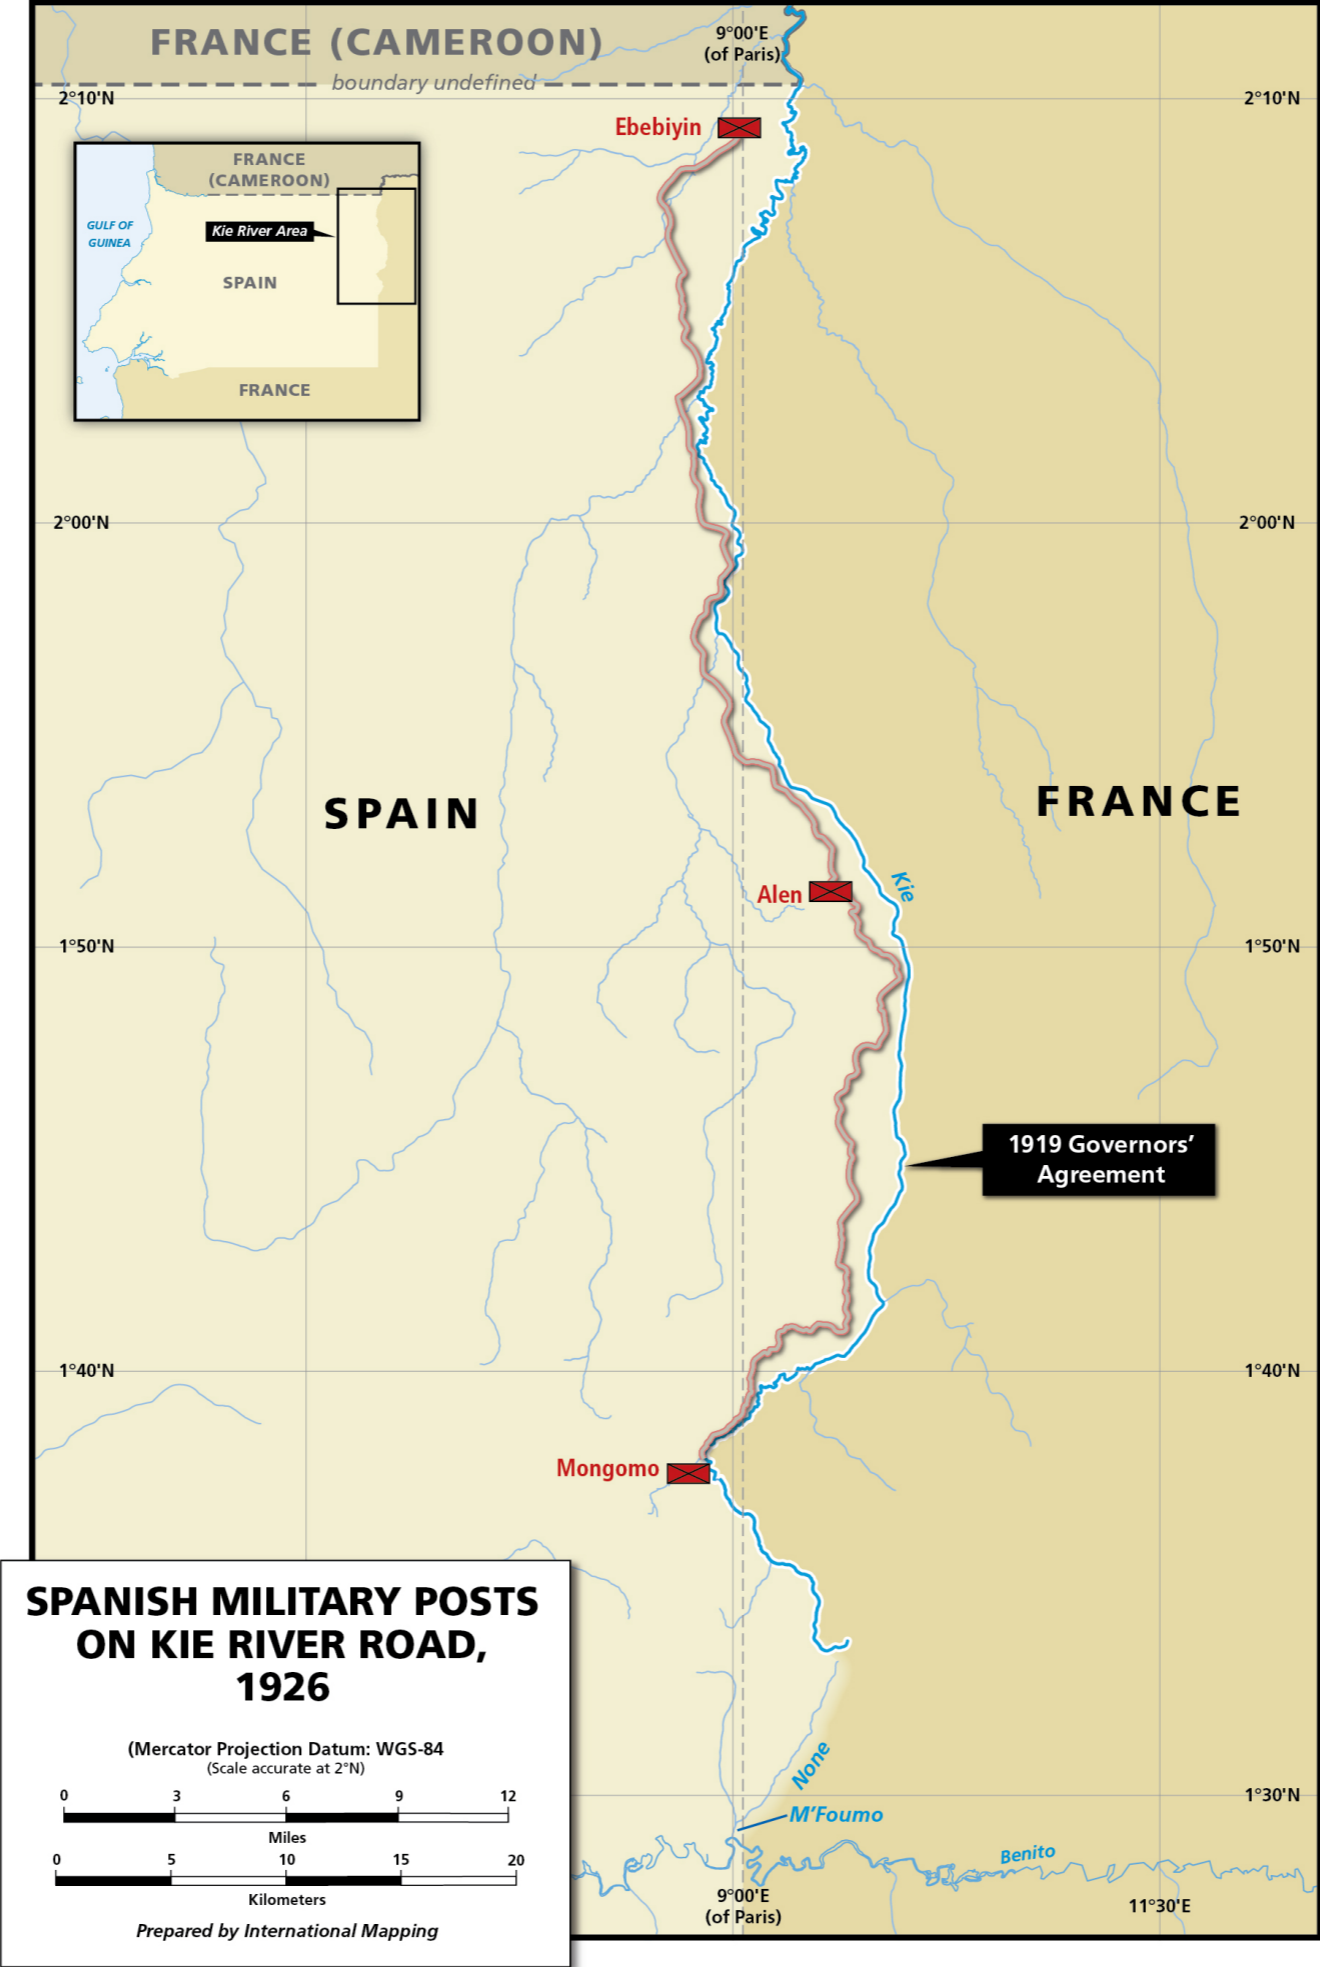 FRANCE (CAMEROON)
9°00'E
(of Paris)
boundary undefined
2°10'N
2°10'N
Ebebiyin
FRANCE
(CAMEROON)
GULF OF
GUINEA
Kie River Area
SPAIN
FRANCE
2°00'N
2°00'N
SPAIN
FRANCE
Kie
Alen
1°50'N
1°50'N
1919 Governors’
Agreement
1°40'N
1°40'N
Mongomo
SPANISH MILITARY POSTS
ON KIE RIVER ROAD,
1926
(Mercator Projection Datum: WGS-84
(Scale accurate at 2°N)
0 3 6 9 12
Miles
0 5 10 15 20
Kilometers
Prepared by International Mapping
None
1°30'N
M’Foumo
Benito
9°00'E
(of Paris)
11°30'E